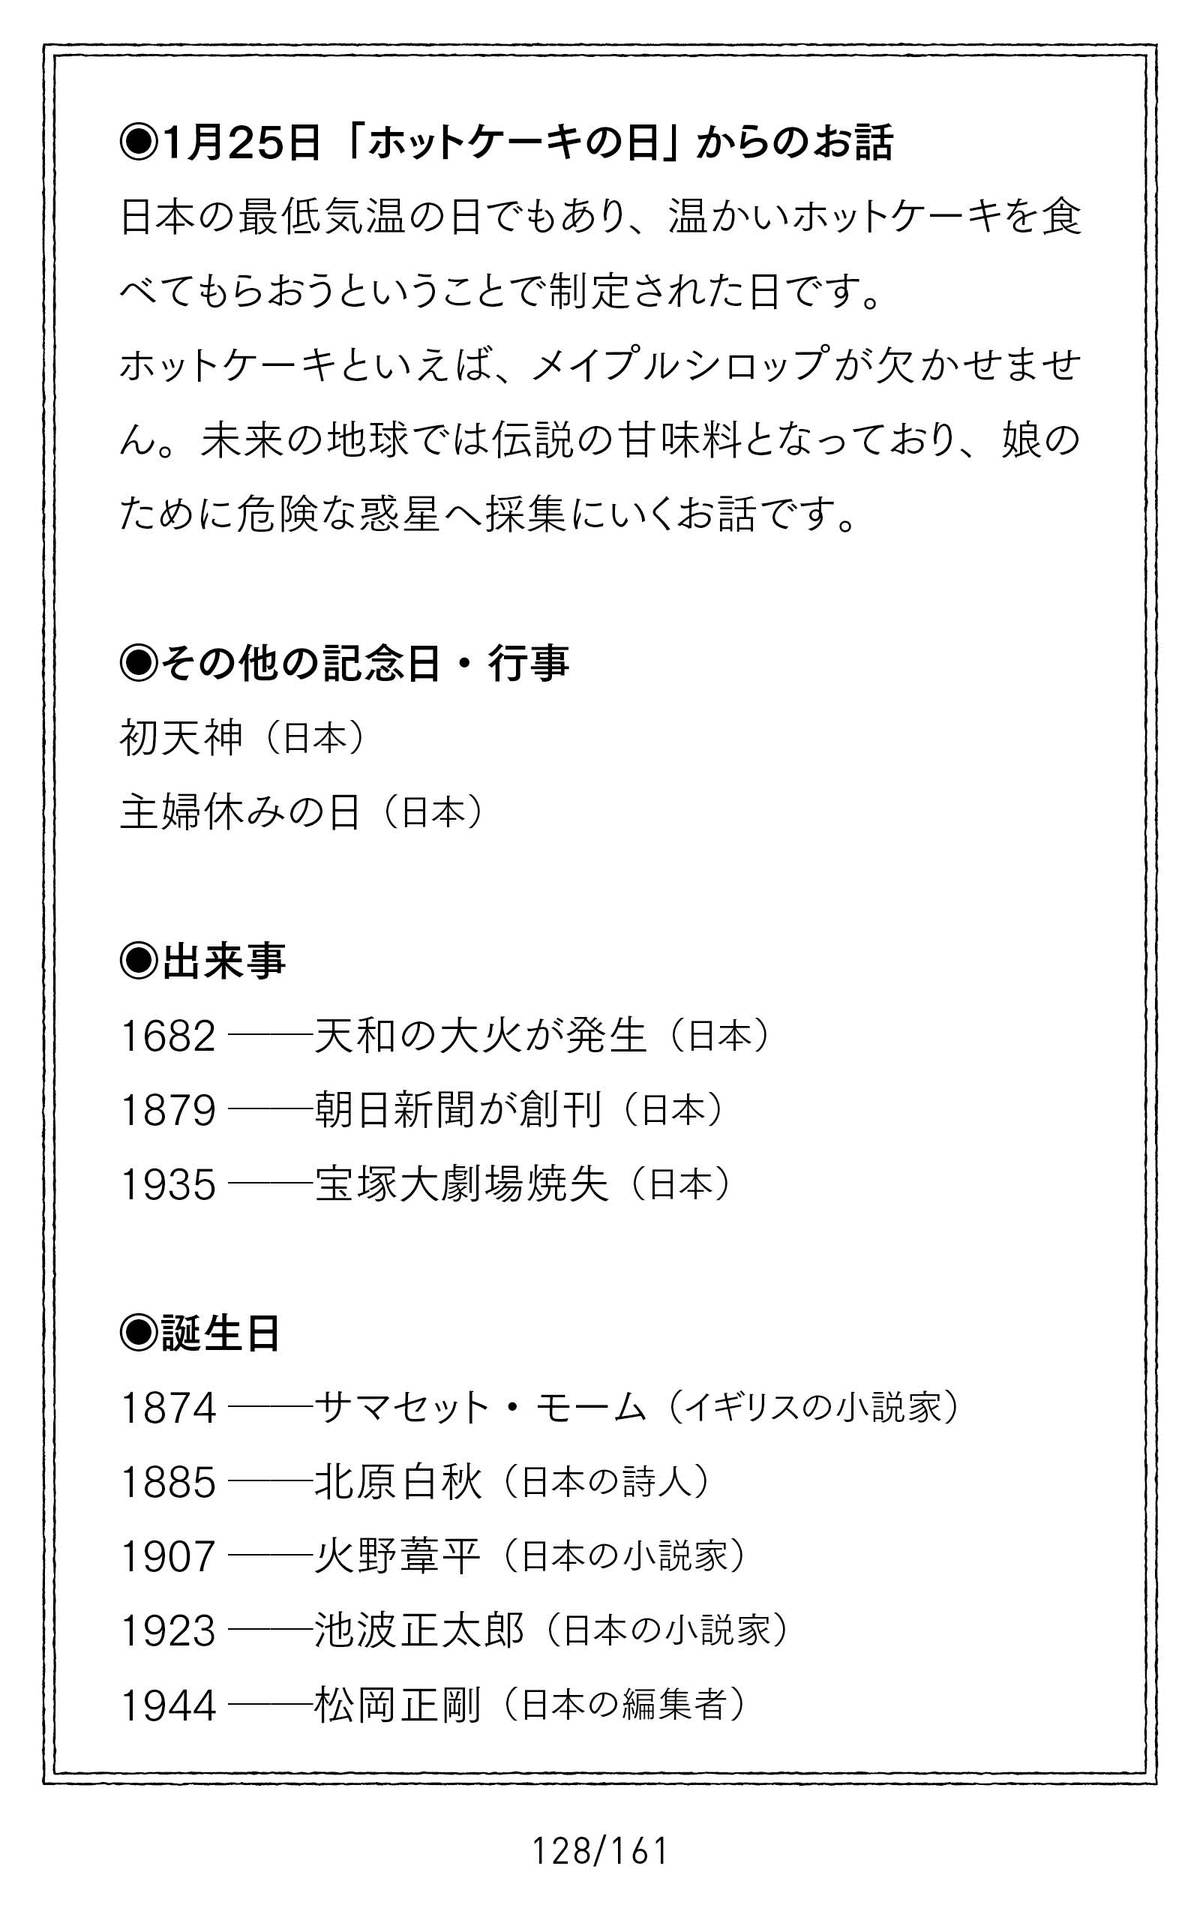 ◉1月25日「ホットケーキの日」からのお話
日本の最低気温の日でもあり、温かいホットケーキを食
べてもらおうということで制定された日です。
ホットケーキといえば、メイプルシロップが欠かせませ
ん。未来の地球では伝説の甘味料となっており、娘の
ために危険な惑星へ採集にいくお話です。
◉その他の記念日・行事
初天神（日本）
主婦休みの日（日本）
◉出来事
1682 ――天和の大火が発生（日本）
1879 ――朝日新聞が創刊（日本）
1935 ――宝塚大劇場焼失（日本）
◉誕生日
1874 ――サマセット・モーム（イギリスの小説家）
1885 ――北原白秋（日本の詩人）
1907 ――火野葦平（日本の小説家）
1923 ――池波正太郎（日本の小説家）
1944 ――松岡正剛（日本の編集者）
128/161